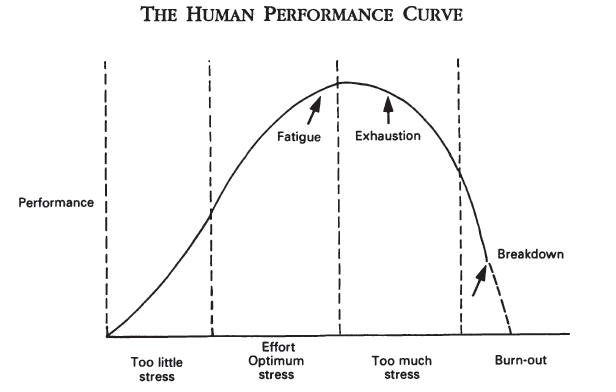 THE HUMAN PERFORMANCE CURVE
Fatigue
Exhaustion
Performance
Breakdown
Too little
stress
Effort
Optimum
stress
Too much
stress
Burn-out